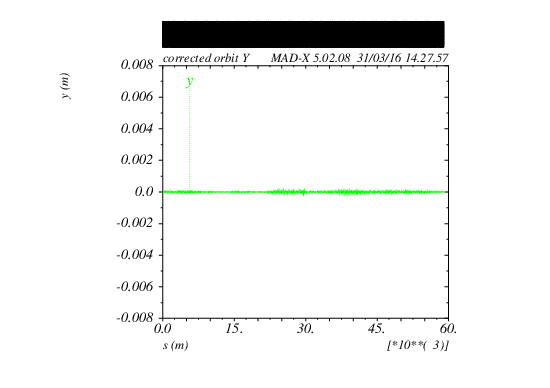 corrected orbit Y MAD-X 5.02.08 31/03/16 14.27.57
y (m)
0.008
0.006
0.004
0.002
0.0
-0.002
-0.004
-0.006
-0.008
y
0.0 15. 30. 45. 60.
s (m) [*10**( 3)]